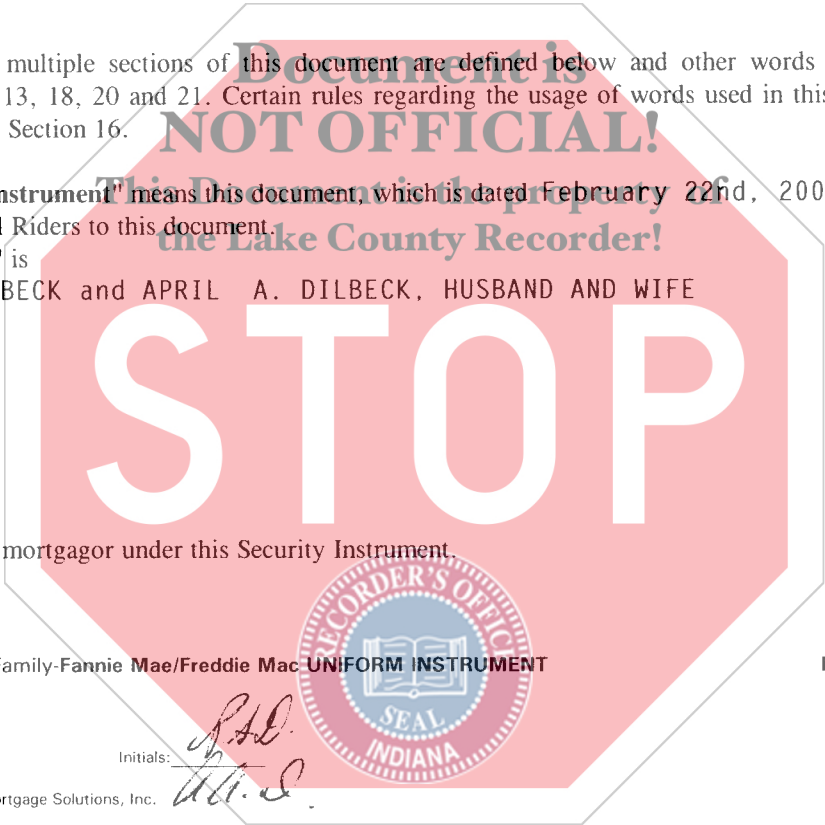 multiple sections of this document are defined below and other words
Document is
13, 18, 20 and 21. Certain rules regarding the usage of words used in this
Section 16.
NOT OFFICIAL!
nstrument" means this document, which is dated February 22nd, 200
This Document is the property of
Riders to this document.
the Lake County Recorder!
" is
BECK and APRIL A. DILBECK, HUSBAND AND WIFE
STOP
mortgagor under this Security Instrument.
RECORDER'S OFFICE
amily-Fannie Mae/Freddie Mac UNIFORM INSTRUMENT
SEAL
INDIANA
Initials:
rtgage Solutions, Inc.